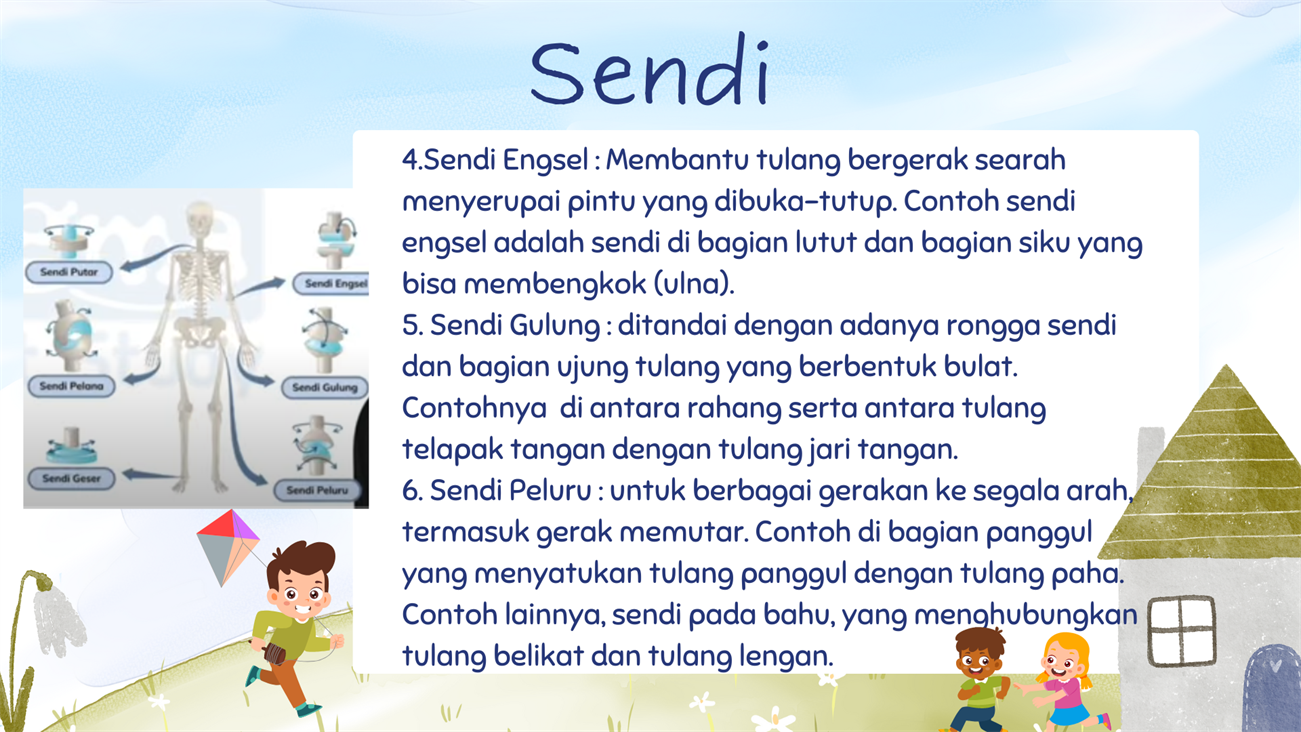 Sendi
4.Sendi Engsel : Membantu tulang bergerak searah
menyerupai pintu yang dibuka-tutup. Contoh sendi
engsel adalah sendi di bagian lutut dan bagian siku yang
bisa membengkok (ulna).
5. Sendi Gulung : ditandai dengan adanya rongga sendi
dan bagian ujung tulang yang berbentuk bulat.
Contohnya  di antara rahang serta antara tulang
telapak tangan dengan tulang jari tangan.
6. Sendi Peluru : untuk berbagai gerakan ke segala arah,
termasuk gerak memutar. Contoh di bagian panggul
yang menyatukan tulang panggul dengan tulang paha.
Contoh lainnya, sendi pada bahu, yang menghubungkan
tulang belikat dan tulang lengan.
Sendi Putar
Sendi Engsel
Sendi Pelana
Sendi Gulung
Sendi Geser
Sendi Peluru